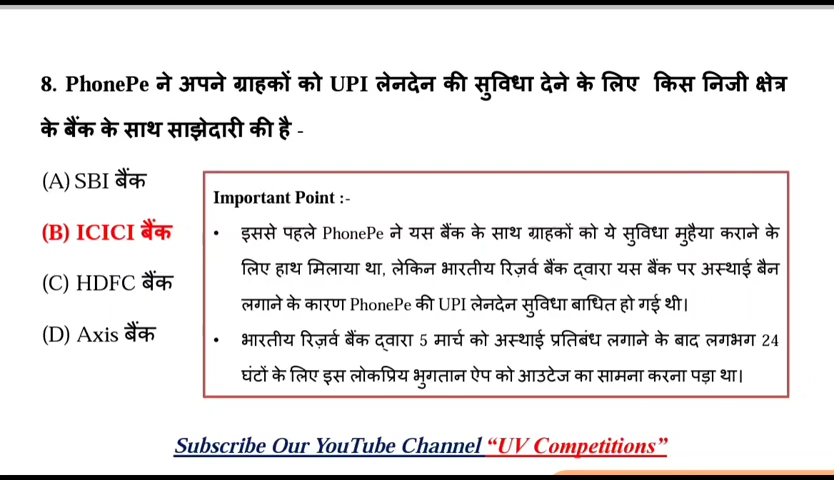 8. PhonePe ने अपने ग्राहकों को UPI लेनदेन की सुविधा देने के लिए किस निजी क्षेत्र
के बैंक के साथ साझेदारी की है -
(A) SBI बैंक
(B) ICICI बैंक
(C) HDFC बैंक
(D) Axis बैंक
Important Point :-
• इससे पहले PhonePe ने यस बैंक के साथ ग्राहकों को ये सुविधा मुहैया कराने के
लिए हाथ मिलाया था, लेकिन भारतीय रिज़र्व बैंक द्वारा यस बैंक पर अस्थाई बैन
लगाने के कारण PhonePe की UPI लेनदेन सुविधा बाधित हो गई थी।
• भारतीय रिज़र्व बैंक द्वारा 5 मार्च को अस्थाई प्रतिबंध लगाने के बाद लगभग 24
घंटों के लिए इस लोकप्रिय भुगतान ऐप को आउटेज का सामना करना पड़ा था।
Subscribe Our YouTube Channel “UV Competitions”